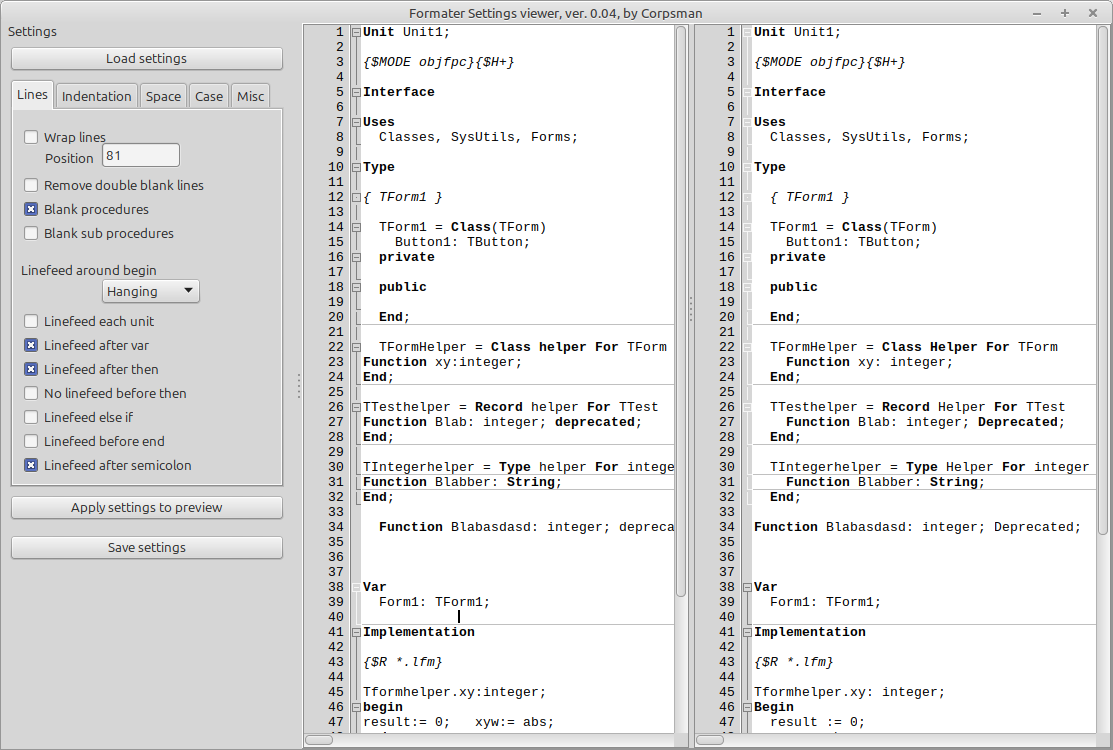 Formater Settings viewer, ver. 0.04, by Corpsman
Settings
Load settings
Lines
Indentation
Space
Case
Misc
Wrap lines
Position 81
Remove double blank lines
Blank procedures
Blank sub procedures
Linefeed around begin
Hanging
Linefeed each unit
Linefeed after var
Linefeed after then
No linefeed before then
Linefeed else if
Linefeed before end
Linefeed after semicolon
Apply settings to preview
Save settings
1 Unit Unit1;
2
3 {$MODE objfpc}{$H+}
4
5 Interface
6
7 Uses
8   Classes, SysUtils, Forms;
9
10 Type
11
12 { TForm1 }
13
14   TForm1 = Class(TForm)
15     Button1: TButton;
16   private
17
18   public
19
20   End;
21
22   TFormHelper = Class helper For TForm
23 Function xy:integer;
24 End;
25
26 TTesthelper = Record helper For TTest
27 Function Blab: integer; deprecated;
28 End;
29
30 TIntegerhelper = Type helper For intege
31 Function Blabber: String;
32 End;
33
34   Function Blabasdasd: integer; depreca
35
36
37
38 Var
39   Form1: TForm1;
40
41 Implementation
42
43 {$R *.lfm}
44
45 Tformhelper.xy:integer;
46 begin
47 result:= 0;   xyw:= abs;
1 Unit Unit1;
2
3 {$MODE objfpc}{$H+}
4
5 Interface
6
7 Uses
8   Classes, SysUtils, Forms;
9
10 Type
11
12   { TForm1 }
13
14   TForm1 = Class(TForm)
15     Button1: TButton;
16   private
17
18   public
19
20   End;
21
22   TFormHelper = Class Helper For TForm
23     Function xy: integer;
24   End;
25
26   TTesthelper = Record Helper For TTest
27     Function Blab: integer; Deprecated;
28   End;
29
30   TIntegerhelper = Type Helper For integer
31     Function Blabber: String;
32   End;
33
34 Function Blabasdasd: integer; Deprecated;
35
36
37
38 Var
39   Form1: TForm1;
40
41 Implementation
42
43 {$R *.lfm}
44
45 Tformhelper.xy: integer;
46 Begin
47   result := 0;